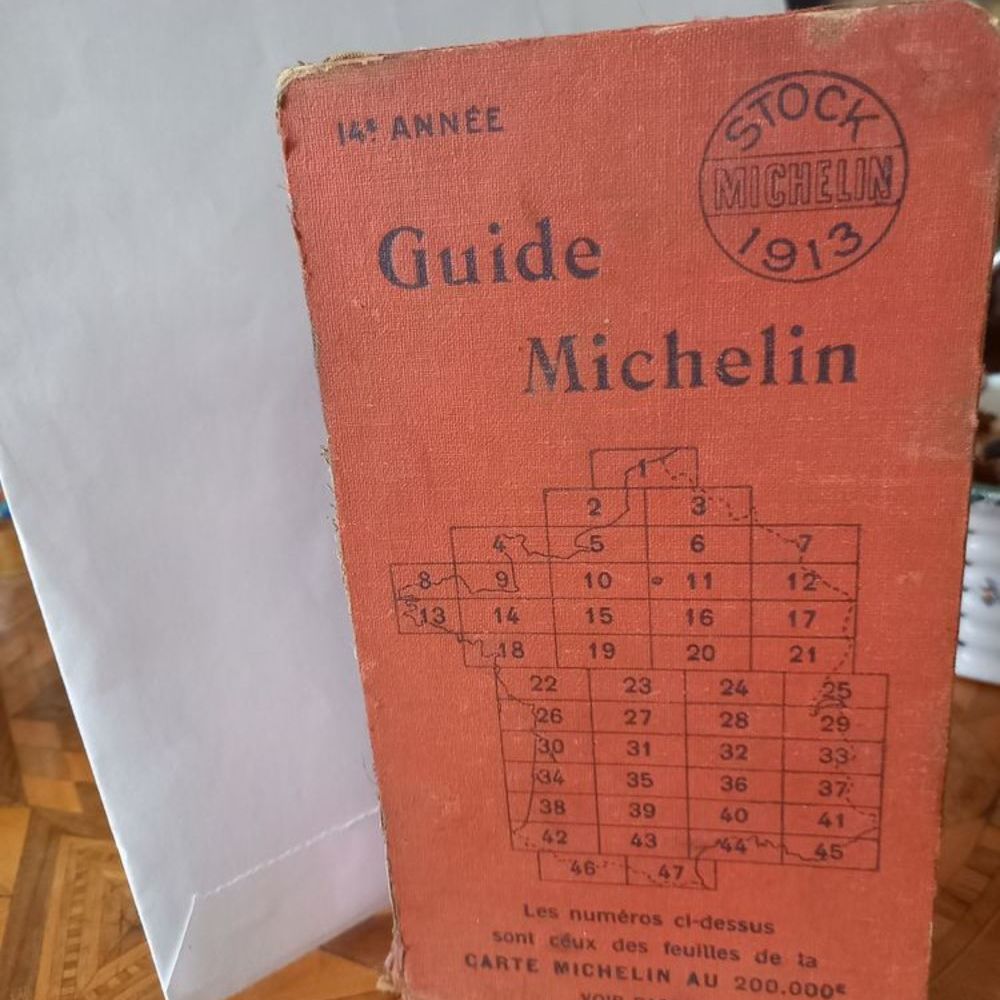 14e ANNÉE
STOCK
MICHELIN
1913
Guide
Michelin
1
2 3
4 5 6 7
8 9 10 11 12
13 14 15 16 17
18 19 20 21
22 23 24 25
26 27 28 29
30 31 32 33
34 35 36 37
38 39 40 41
42 43 44 45
46 47
Les numéros ci-dessus
sont ceux des feuilles de la
CARTE MICHELIN AU 200.000e
VOIR